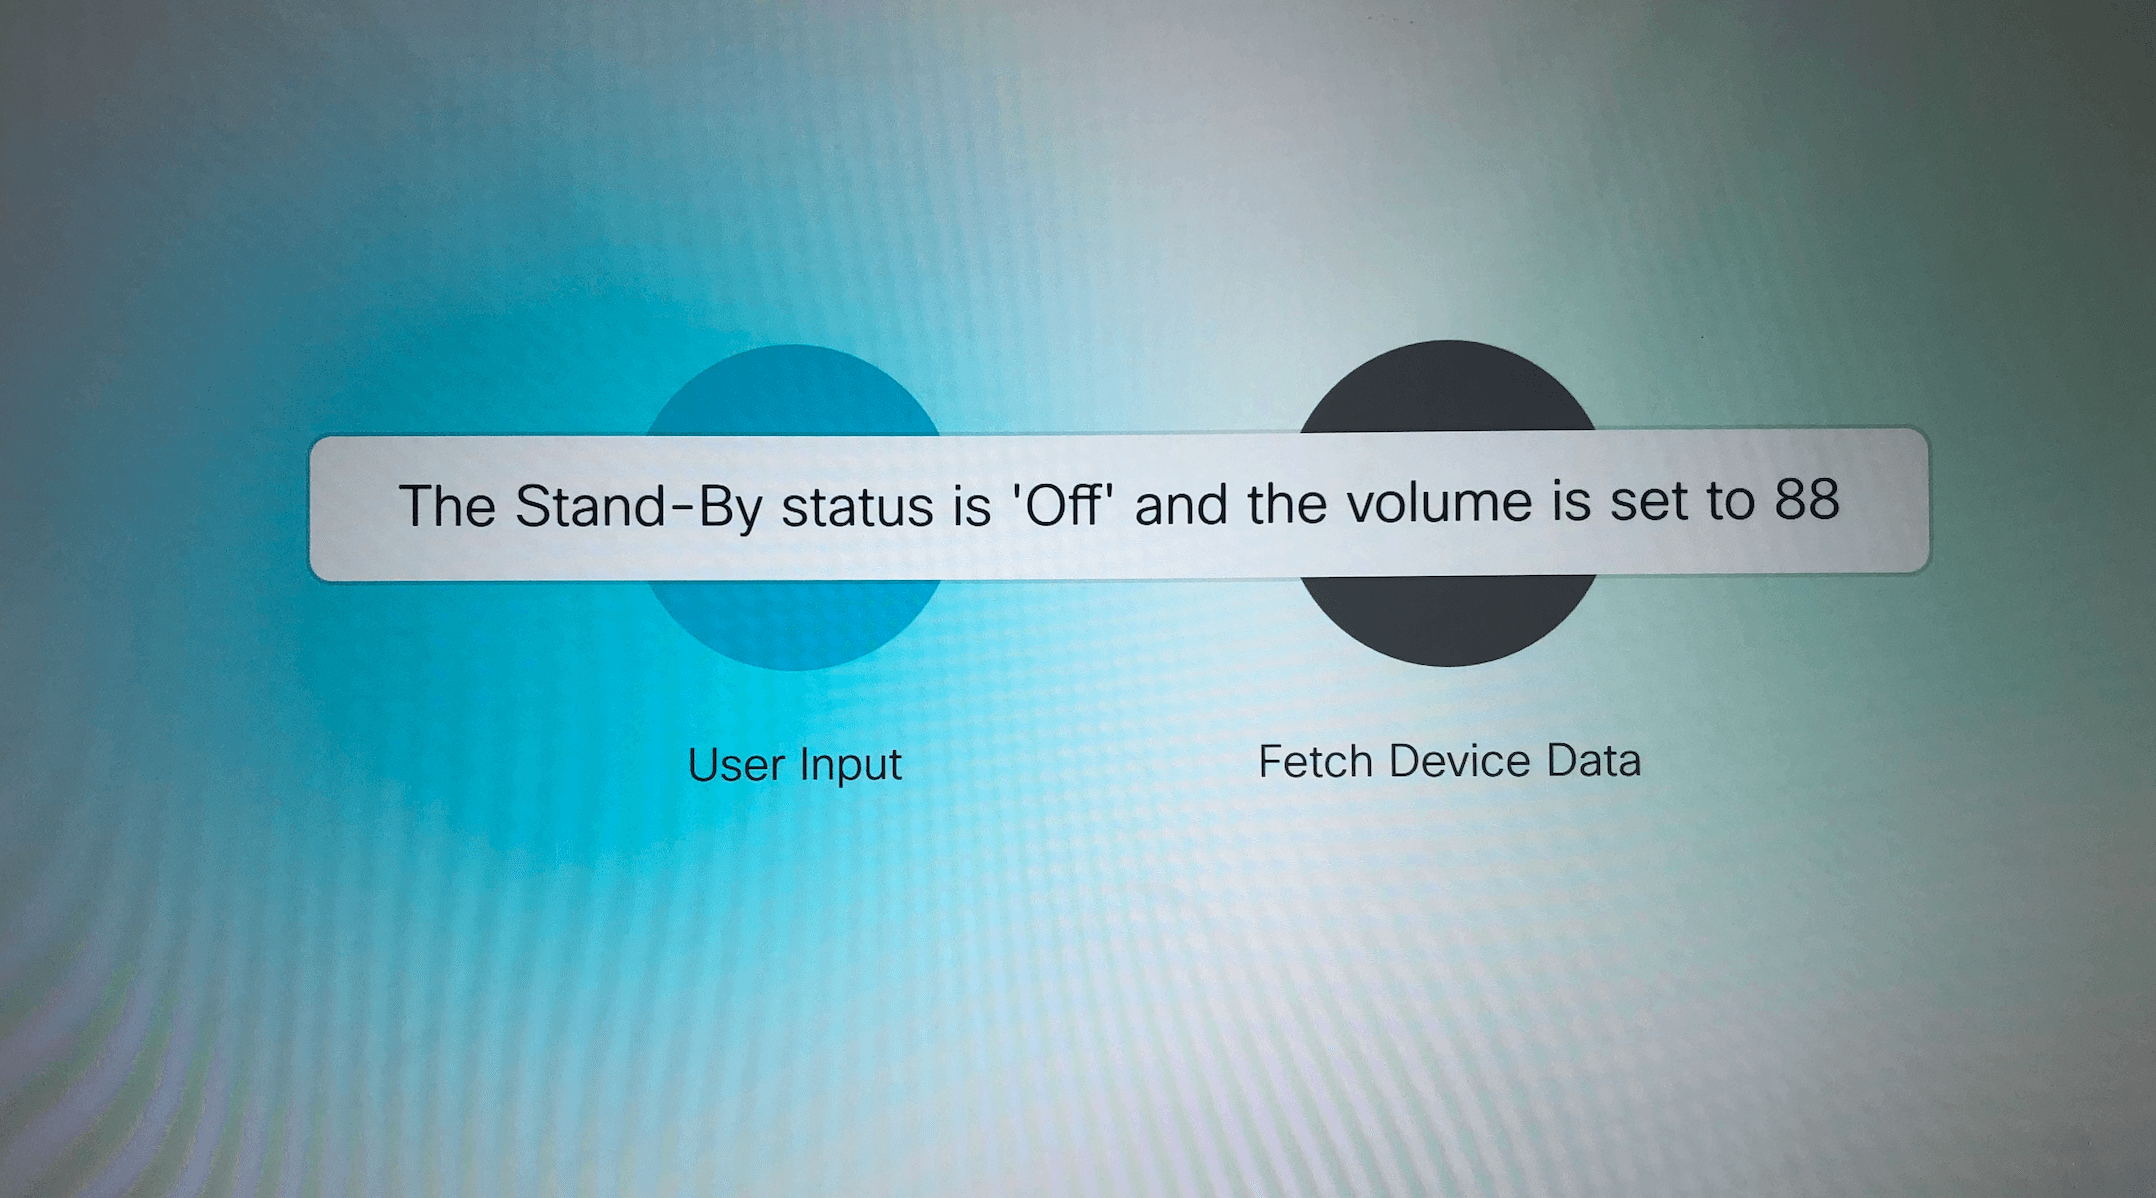 The Stand-By status is 'Off' and the volume is set to 88
User Input
Fetch Device Data